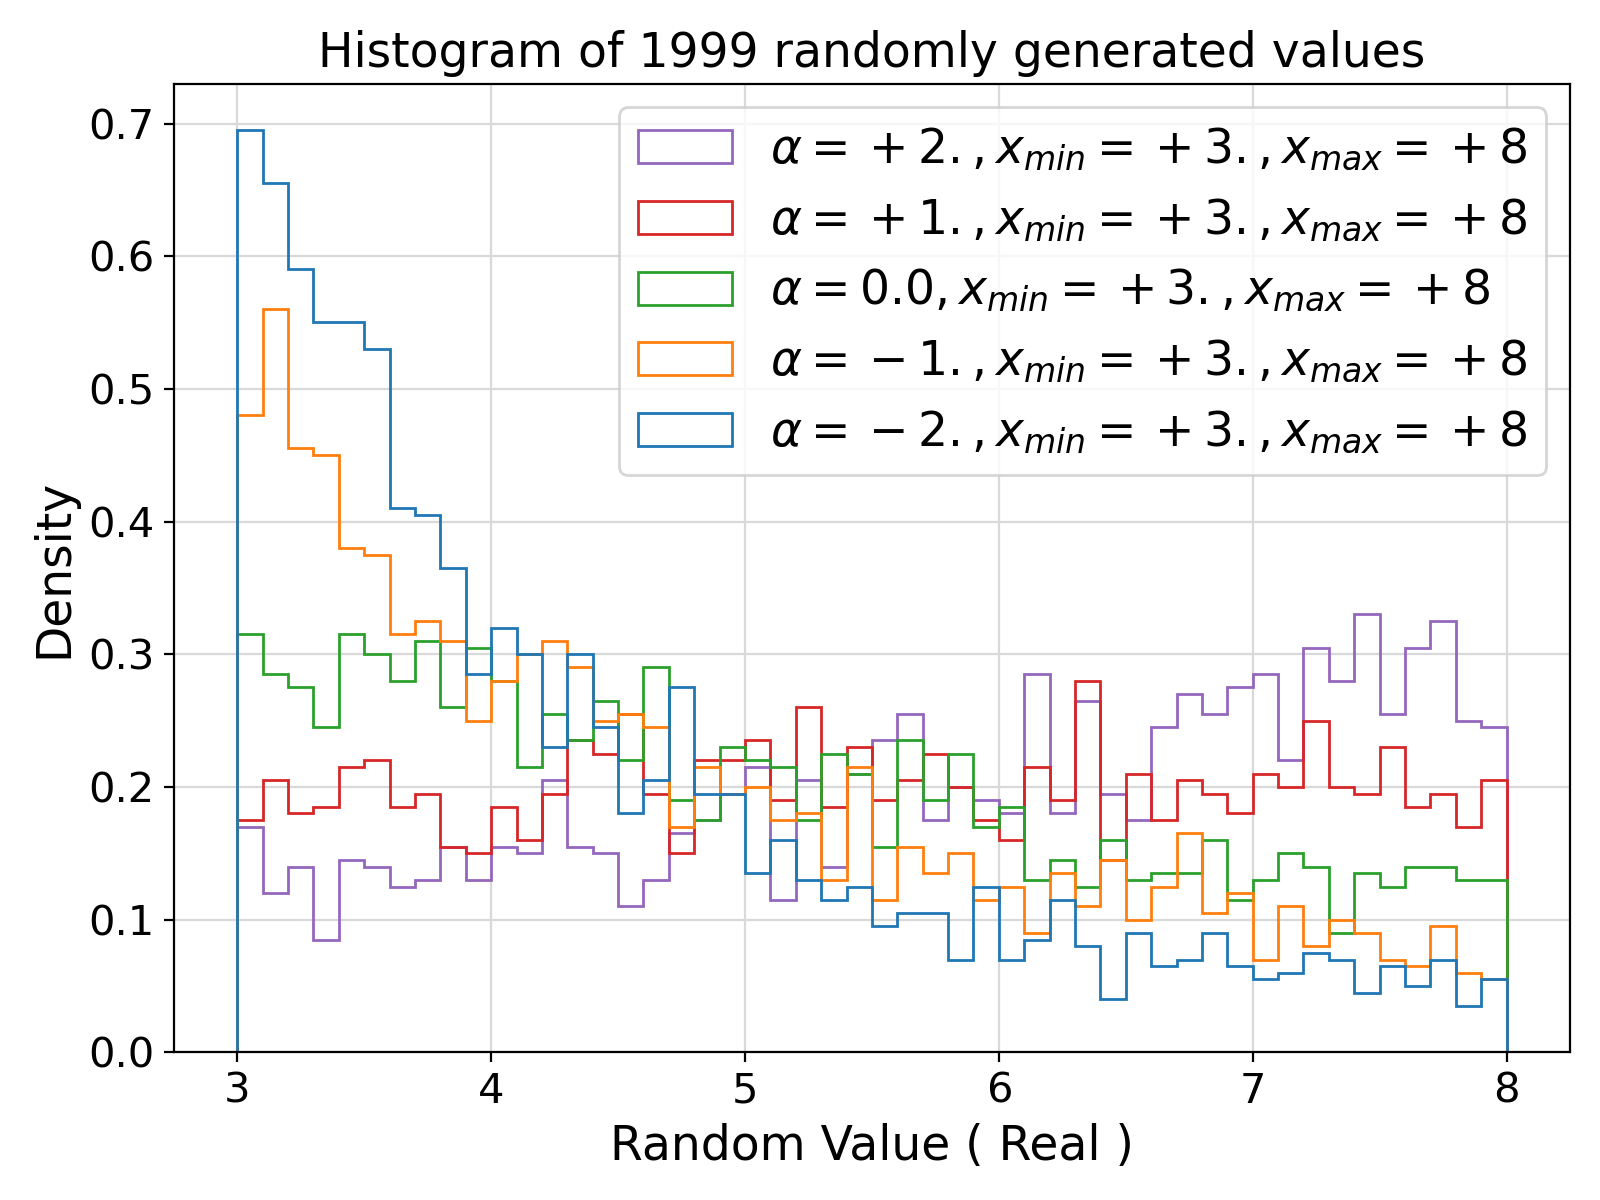 Histogram of 1999 randomly generated values
0.7
0.6
0.5
0.4
0.3
0.2
0.1
0.0
Density
α = +2., x_min = +3., x_max = +8
α = +1., x_min = +3., x_max = +8
α = 0.0, x_min = +3., x_max = +8
α = −1., x_min = +3., x_max = +8
α = −2., x_min = +3., x_max = +8
3 4 5 6 7 8
Random Value ( Real )